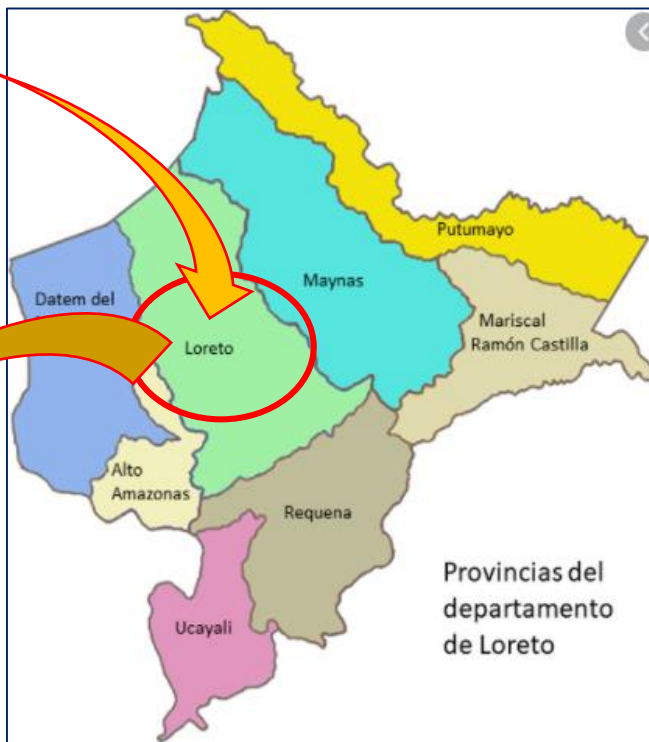 Putumayo
Maynas
Datem del
Mariscal
Ramón Castilla
Loreto
Alto
Amazonas
Requena
Provincias del
departamento
de Loreto
Ucayali